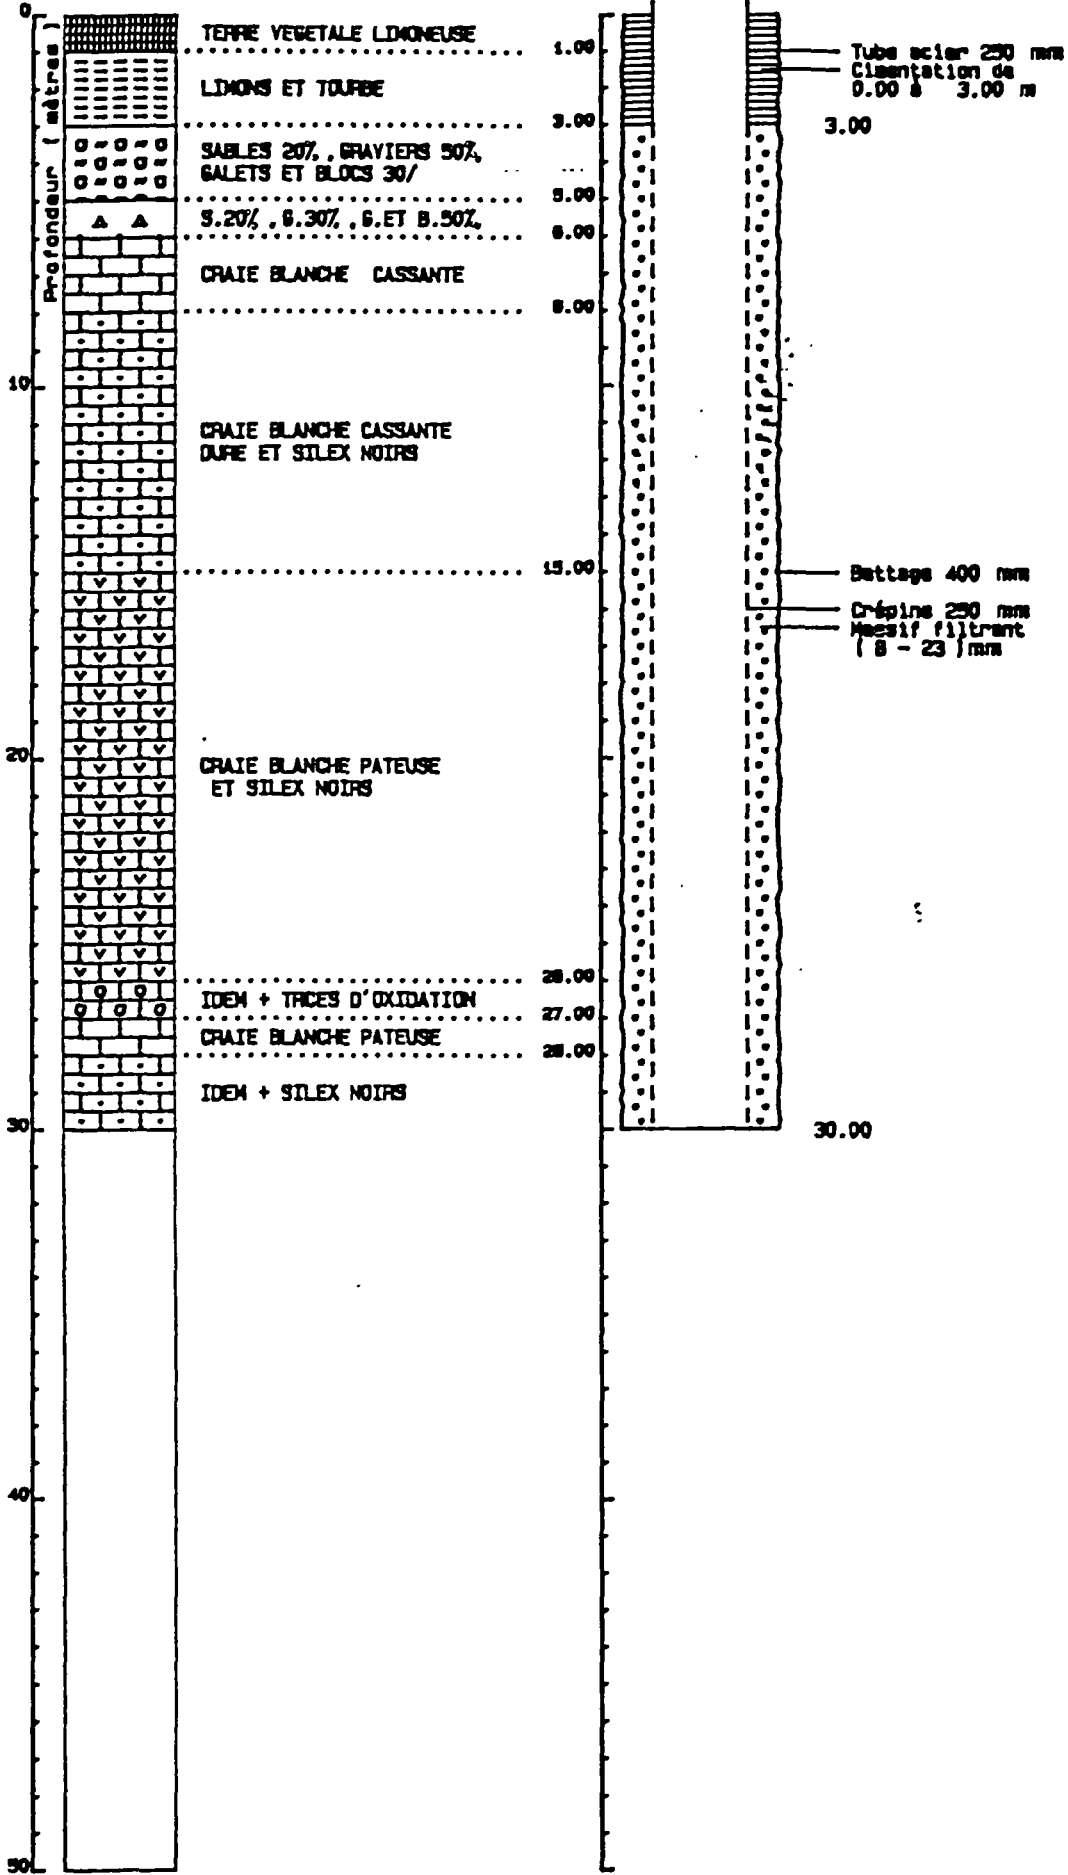 0
Profondeur ( mètres )
TERRE VEGETALE LIMONEUSE
1.00
LIMONS ET TOURBE
3.00
SABLES 20%, GRAVIERS 50%,
GALETS ET BLOCS 30/
5.00
S.20%, G.30%, G.ET B.50%,
6.00
CRAIE BLANCHE CASSANTE
8.00
10
CRAIE BLANCHE CASSANTE
DURE ET SILEX NOIRS
15.00
20
CRAIE BLANCHE PATEUSE
ET SILEX NOIRS
26.00
IDEM + TRCES D'OXIDATION
27.00
CRAIE BLANCHE PATEUSE
28.00
IDEM + SILEX NOIRS
30
40
50
Tube acier 250 mm
Cimentation de
0.00 à 3.00 m
3.00
Battage 400 mm
Crépine 250 mm
Massif filtrant
( 8 - 23 )mm
30.00